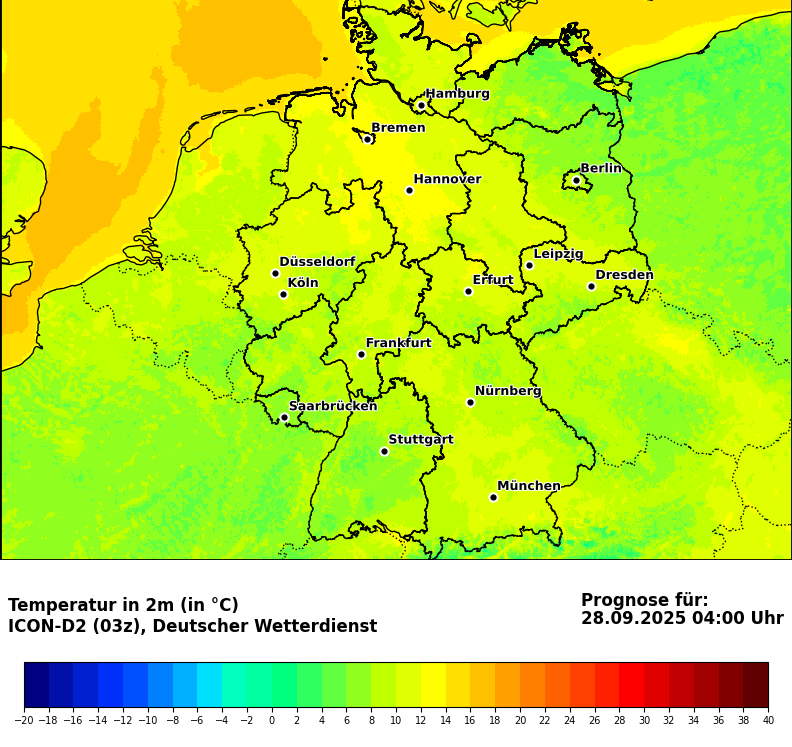 Hamburg
Bremen
Berlin
Hannover
Leipzig
Düsseldorf
Dresden
Köln
Erfurt
Frankfurt
Nürnberg
Saarbrücken
Stuttgart
München
Temperatur in 2m (in °C)
ICON-D2 (03z), Deutscher Wetterdienst
Prognose für:
28.09.2025 04:00 Uhr
−20 −18 −16 −14 −12 −10 −8 −6 −4 −2 0 2 4 6 8 10 12 14 16 18 20 22 24 26 28 30 32 34 36 38 40